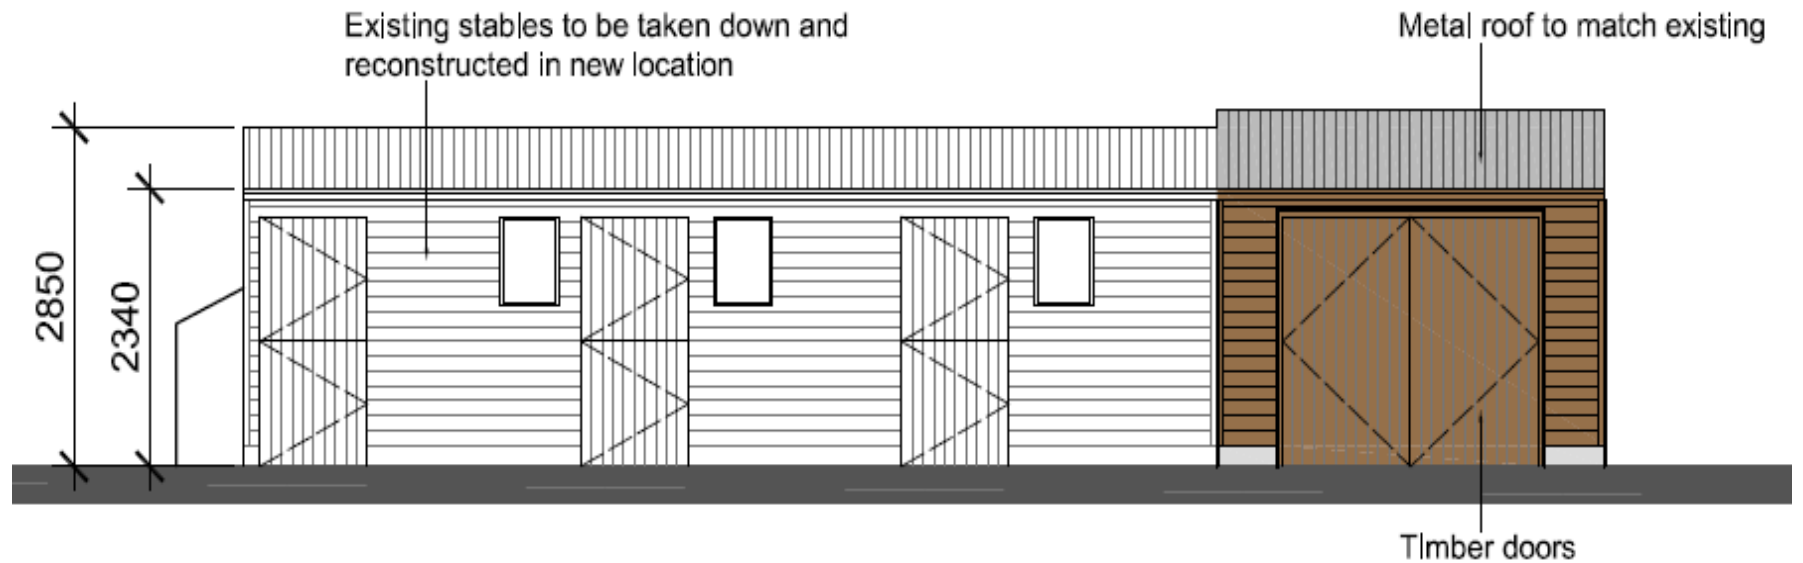 Existing stables to be taken down and
reconstructed in new location
Metal roof to match existing
2850
2340
Timber doors